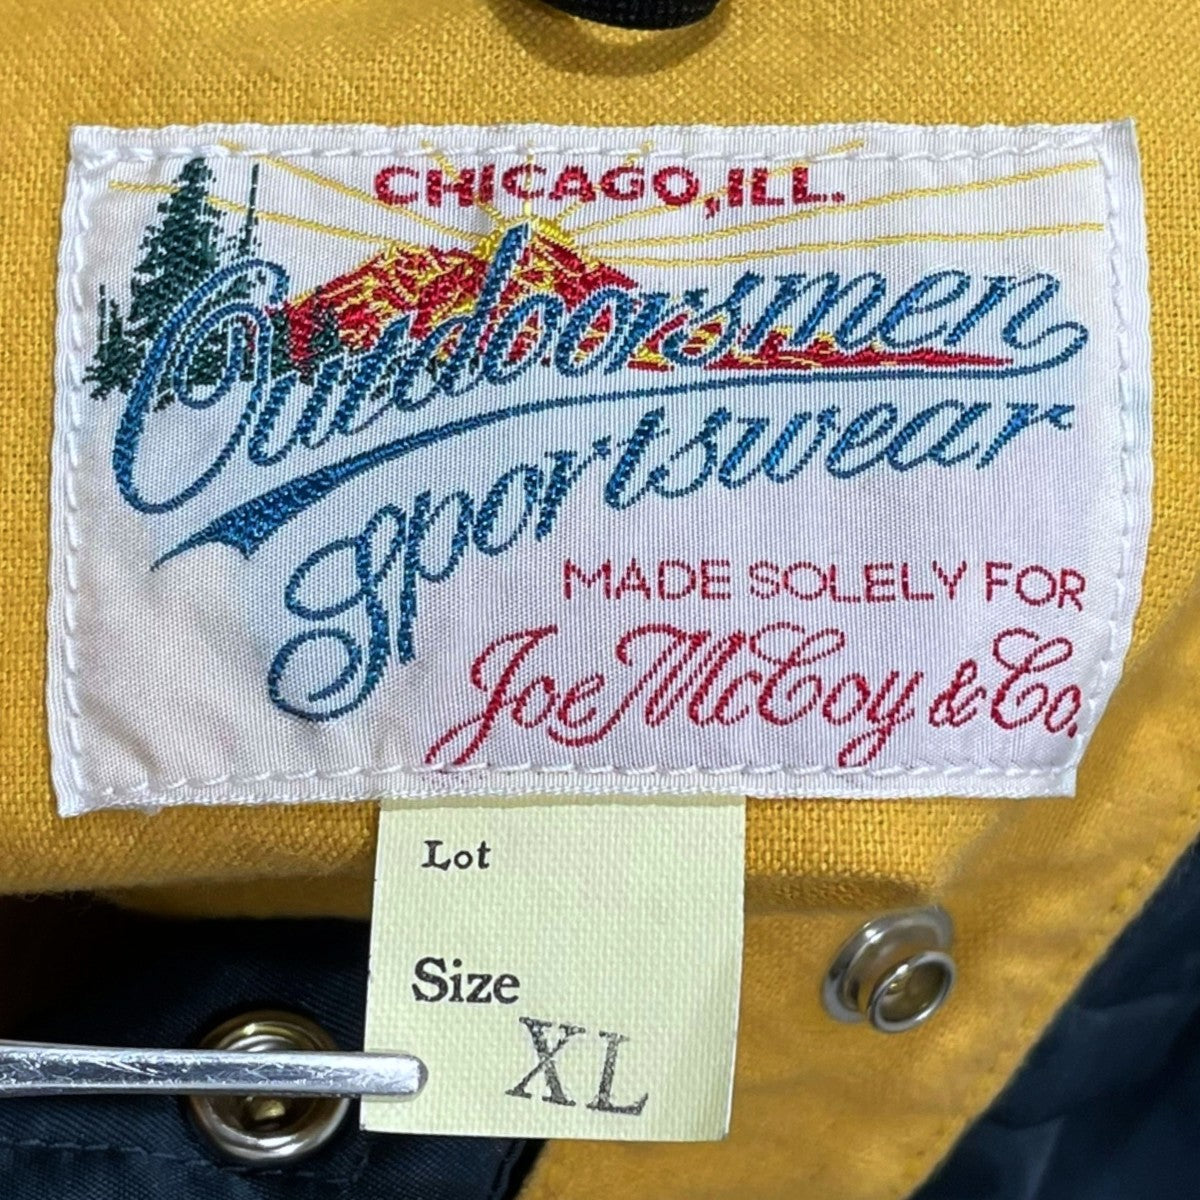 CHICAGO, ILL.
Outdoorsmen
Sportswear
MADE SOLELY FOR
Joe McCoy & Co.
Lot
Size
XL